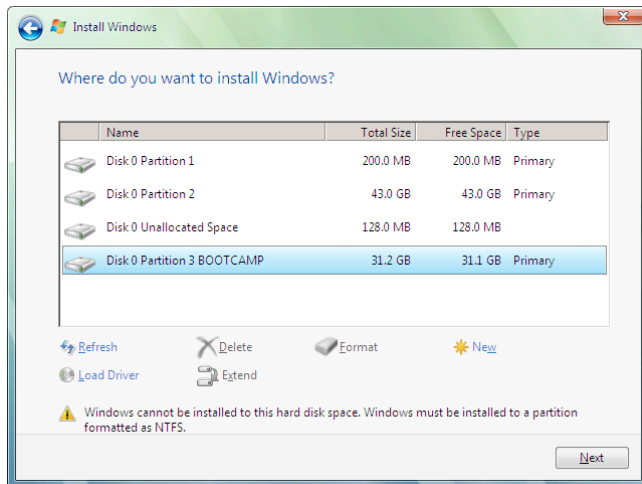 Install Windows
Where do you want to install Windows?
Name Total Size Free Space Type
Disk 0 Partition 1 200.0 MB 200.0 MB Primary
Disk 0 Partition 2 43.0 GB 43.0 GB Primary
Disk 0 Unallocated Space 128.0 MB 128.0 MB
Disk 0 Partition 3 BOOTCAMP 31.2 GB 31.1 GB Primary
Refresh Delete Format New
Load Driver Extend
Windows cannot be installed to this hard disk space. Windows must be installed to a partition
formatted as NTFS.
Next